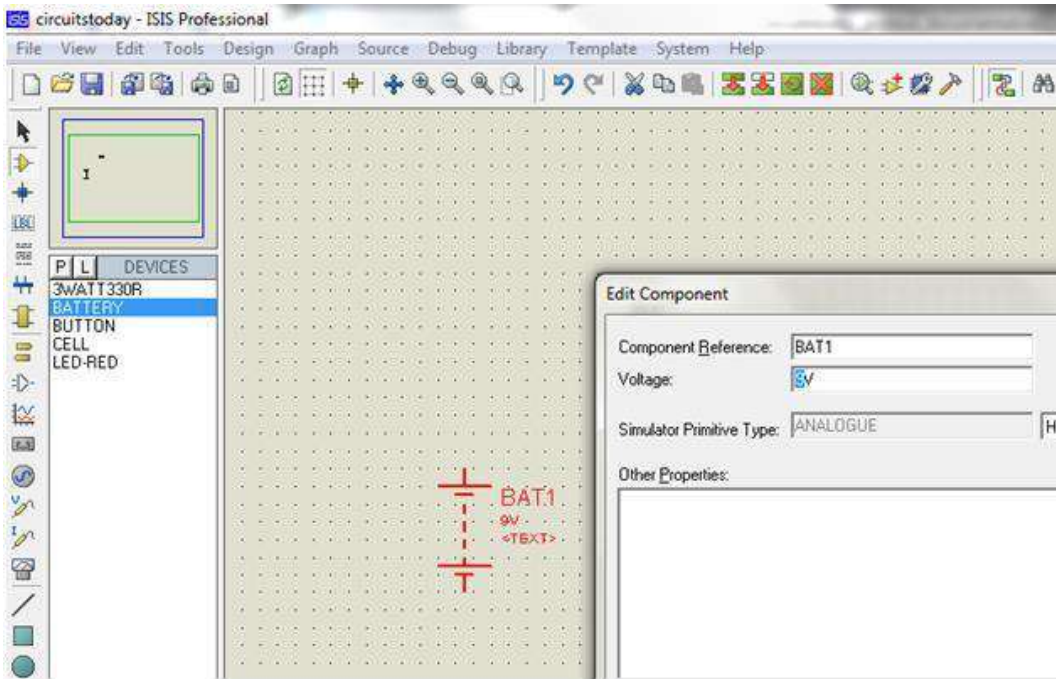 ISIS circuitstoday - ISIS Professional
File View Edit Tools Design Graph Source Debug Library Template System Help
LBL
P L DEVICES
3WATT330R
BATTERY
BUTTON
CELL
LED-RED
Edit Component
Component Reference: BAT1
Voltage: 9V
Simulator Primitive Type: ANALOGUE H
Other Properties:
BAT1
9V
<TEXT>